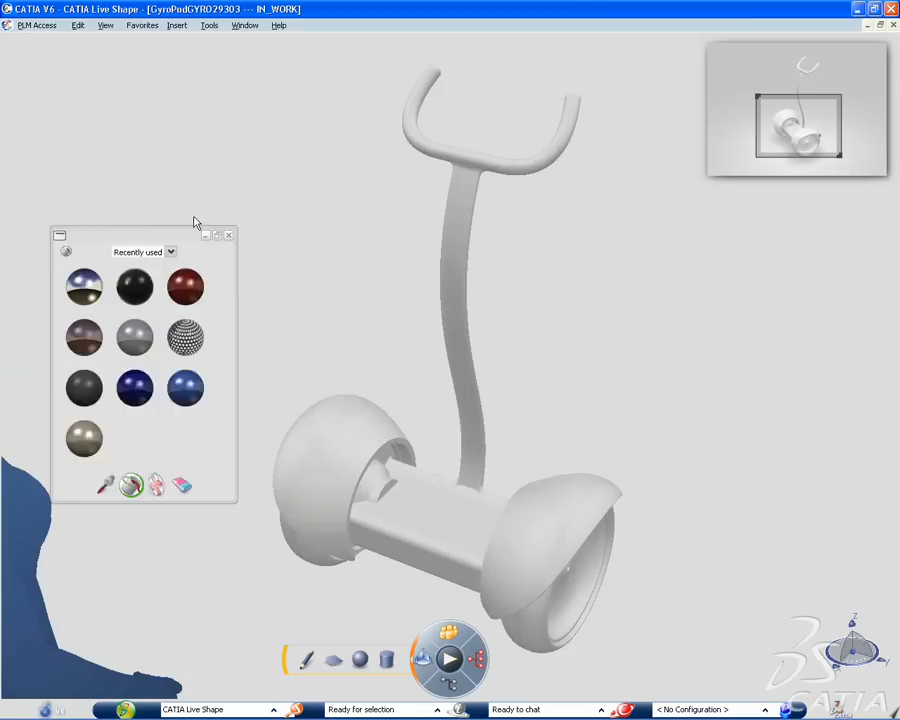 CATIA V6 - CATIA Live Shape - [GyroPodGYRO29303 - IN_WORK]
PLM Access Edit View Favorites Insert Tools Window Help
Recently used
z
y
V6 CATIA Live Shape Ready for selection Ready to chat < No Configuration >
CATIA